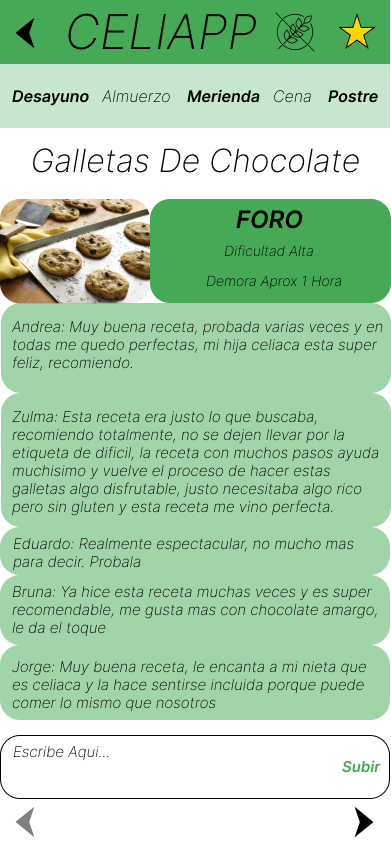 CELIAPP
Desayuno Almuerzo Merienda Cena Postre
Galletas De Chocolate
FORO
Dificultad Alta
Demora Aprox 1 Hora
Andrea: Muy buena receta, probada varias veces y en
todas me quedo perfectas, mi hija celiaca esta super
feliz, recomiendo.
Zulma: Esta receta era justo lo que buscaba,
recomiendo totalmente, no se dejen llevar por la
etiqueta de dificil, la receta con muchos pasos ayuda
muchisimo y vuelve el proceso de hacer estas
galletas algo disfrutable, justo necesitaba algo rico
pero sin gluten y esta receta me vino perfecta.
Eduardo: Realmente espectacular, no mucho mas
para decir. Probala
Bruna: Ya hice esta receta muchas veces y es super
recomendable, me gusta mas con chocolate amargo,
le da el toque
Jorge: Muy buena receta, le encanta a mi nieta que
es celiaca y la hace sentirse incluida porque puede
comer lo mismo que nosotros
Escribe Aqui...
Subir